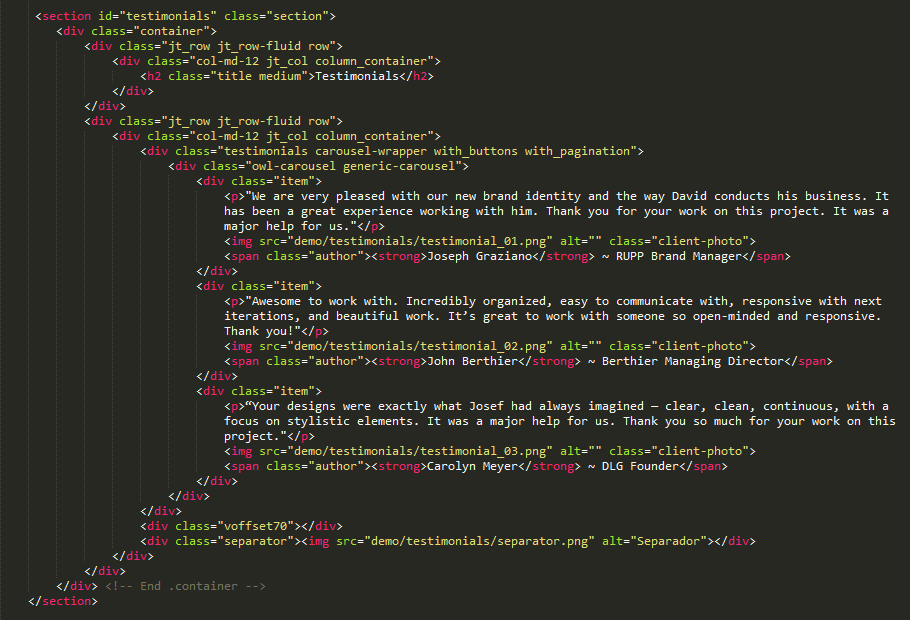 <section id="testimonials" class="section">
<div class="container">
<div class="jt_row jt_row-fluid row">
<div class="col-md-12 jt_col column_container">
<h2 class="title medium">Testimonials</h2>
</div>
</div>
<div class="jt_row jt_row-fluid row">
<div class="col-md-12 jt_col column_container">
<div class="testimonials carousel-wrapper with_buttons with_pagination">
<div class="owl-carousel generic-carousel">
<div class="item">
<p>"We are very pleased with our new brand identity and the way David conducts his business. It
has been a great experience working with him. Thank you for your work on this project. It was a
major help for us."</p>
<img src="demo/testimonials/testimonial_01.png" alt="" class="client-photo">
<span class="author"><strong>Joseph Graziano</strong> ~ RUPP Brand Manager</span>
</div>
<div class="item">
<p>"Awesome to work with. Incredibly organized, easy to communicate with, responsive with next
iterations, and beautiful work. It’s great to work with someone so open-minded and responsive.
Thank you!"</p>
<img src="demo/testimonials/testimonial_02.png" alt="" class="client-photo">
<span class="author"><strong>John Berthier</strong> ~ Berthier Managing Director</span>
</div>
<div class="item">
<p>“Your designs were exactly what Josef had always imagined – clear, clean, continuous, with a
focus on stylistic elements. It was a major help for us. Thank you so much for your work on this
project."</p>
<img src="demo/testimonials/testimonial_03.png" alt="" class="client-photo">
<span class="author"><strong>Carolyn Meyer</strong> ~ DLG Founder</span>
</div>
</div>
</div>
<div class="voffset70"></div>
<div class="separator"><img src="demo/testimonials/separator.png" alt="Separador"></div>
</div>
</div>
</div> <!-- End .container -->
</section>